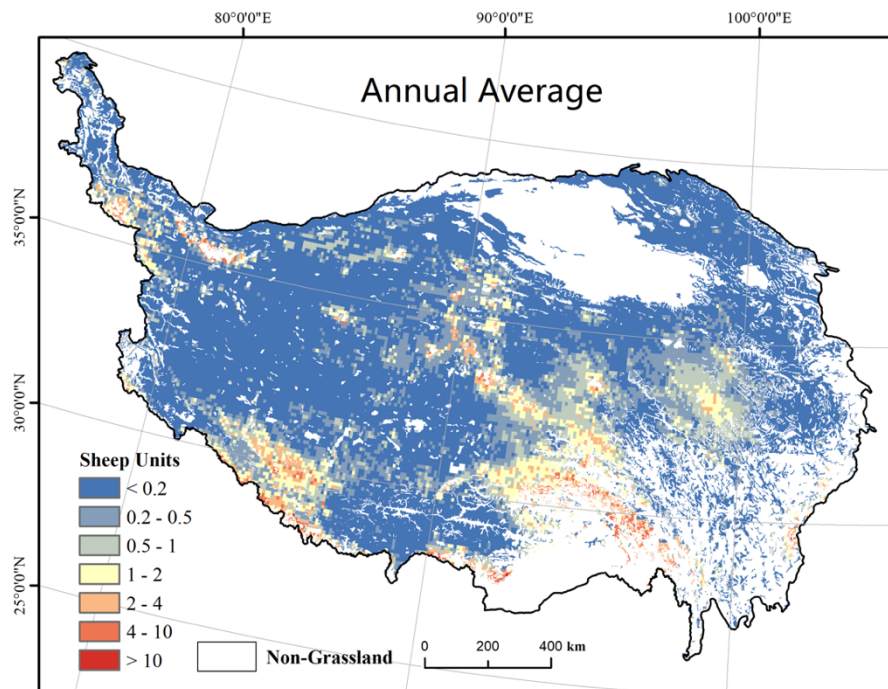 80°0'0"E 90°0'0"E 100°0'0"E
Annual Average
35°0'0"N
30°0'0"N
25°0'0"N
Sheep Units
< 0.2
0.2 - 0.5
0.5 - 1
1 - 2
2 - 4
4 - 10
> 10
Non-Grassland
0 200 400 km